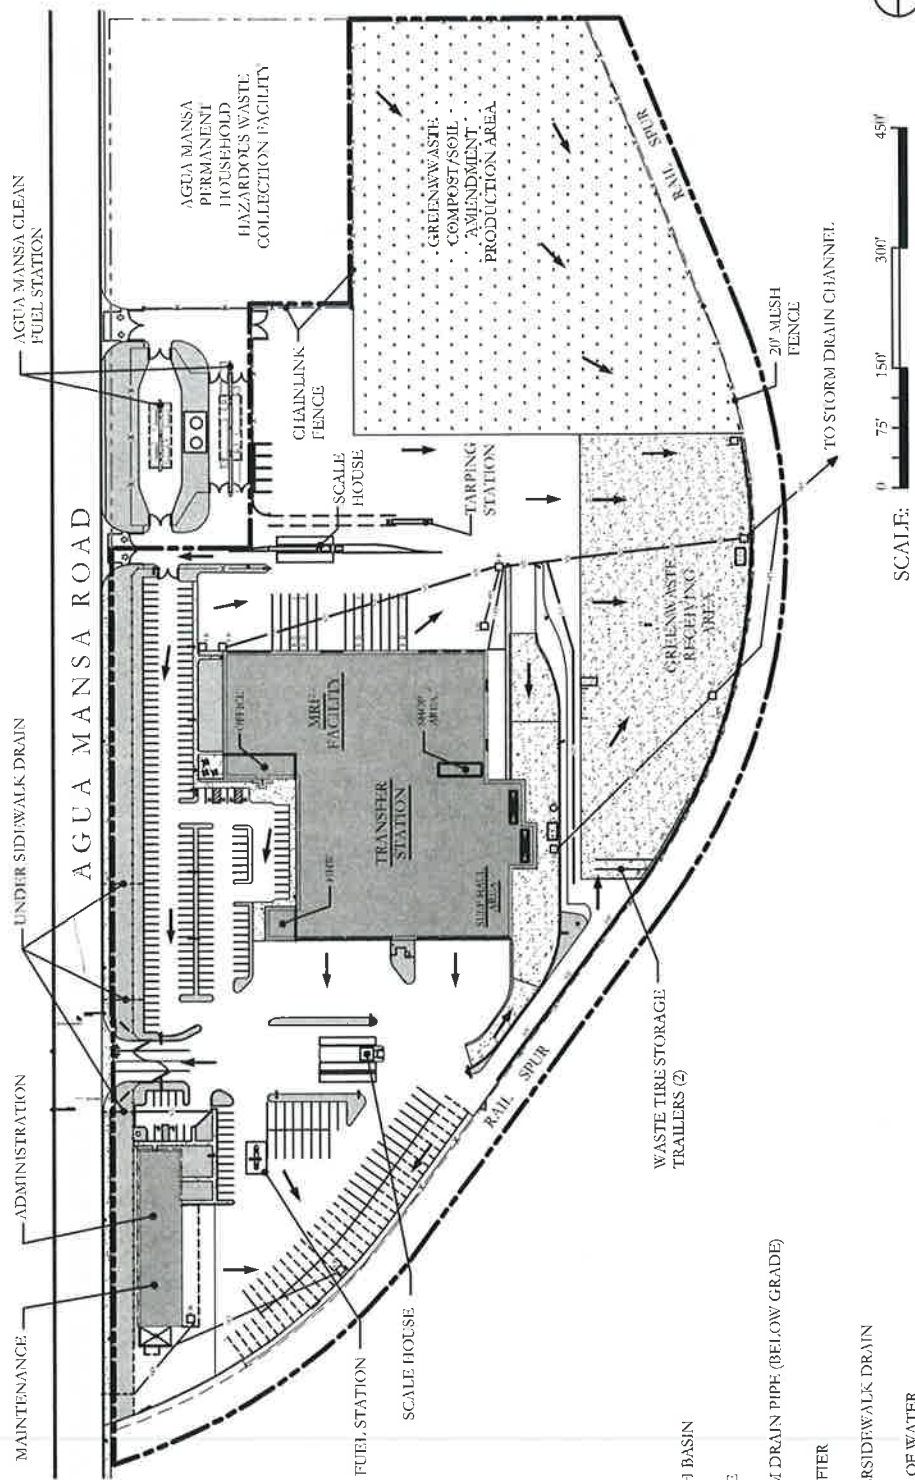 AGUA MANSA CLEAN
FUEL STATION
UNDER SIDEWALK DRAIN
ADMINISTRATION
MAINTENANCE
AGUA MANSA ROAD
AGUA MANSA
PERMANENT
HOUSEHOLD
HAZARDOUS WASTE
COLLECTION FACILITY
GREENWASTE
COMPOST/SOIL
AMENDMENT
PRODUCTION AREA
CHAINLINK
FENCE
SCALE
HOUSE
TARPING
STATION
OFFICE
MRF
FACILITY
SHOP
AREA
TRANSFER
STATION
GREENWASTE
RECEIVING
AREA
RAIL SPUR
20' MESH
FENCE
TO STORM DRAIN CHANNEL
RAIL SPUR
WASTE TIRE STORAGE
TRAILERS (2)
FUEL STATION
SCALE HOUSE
SCALE:
0 75' 150' 300' 450'
BASIN
M DRAIN PIPE (BELOW GRADE)
FIER
RSIDEWALK DRAIN
OF WATER